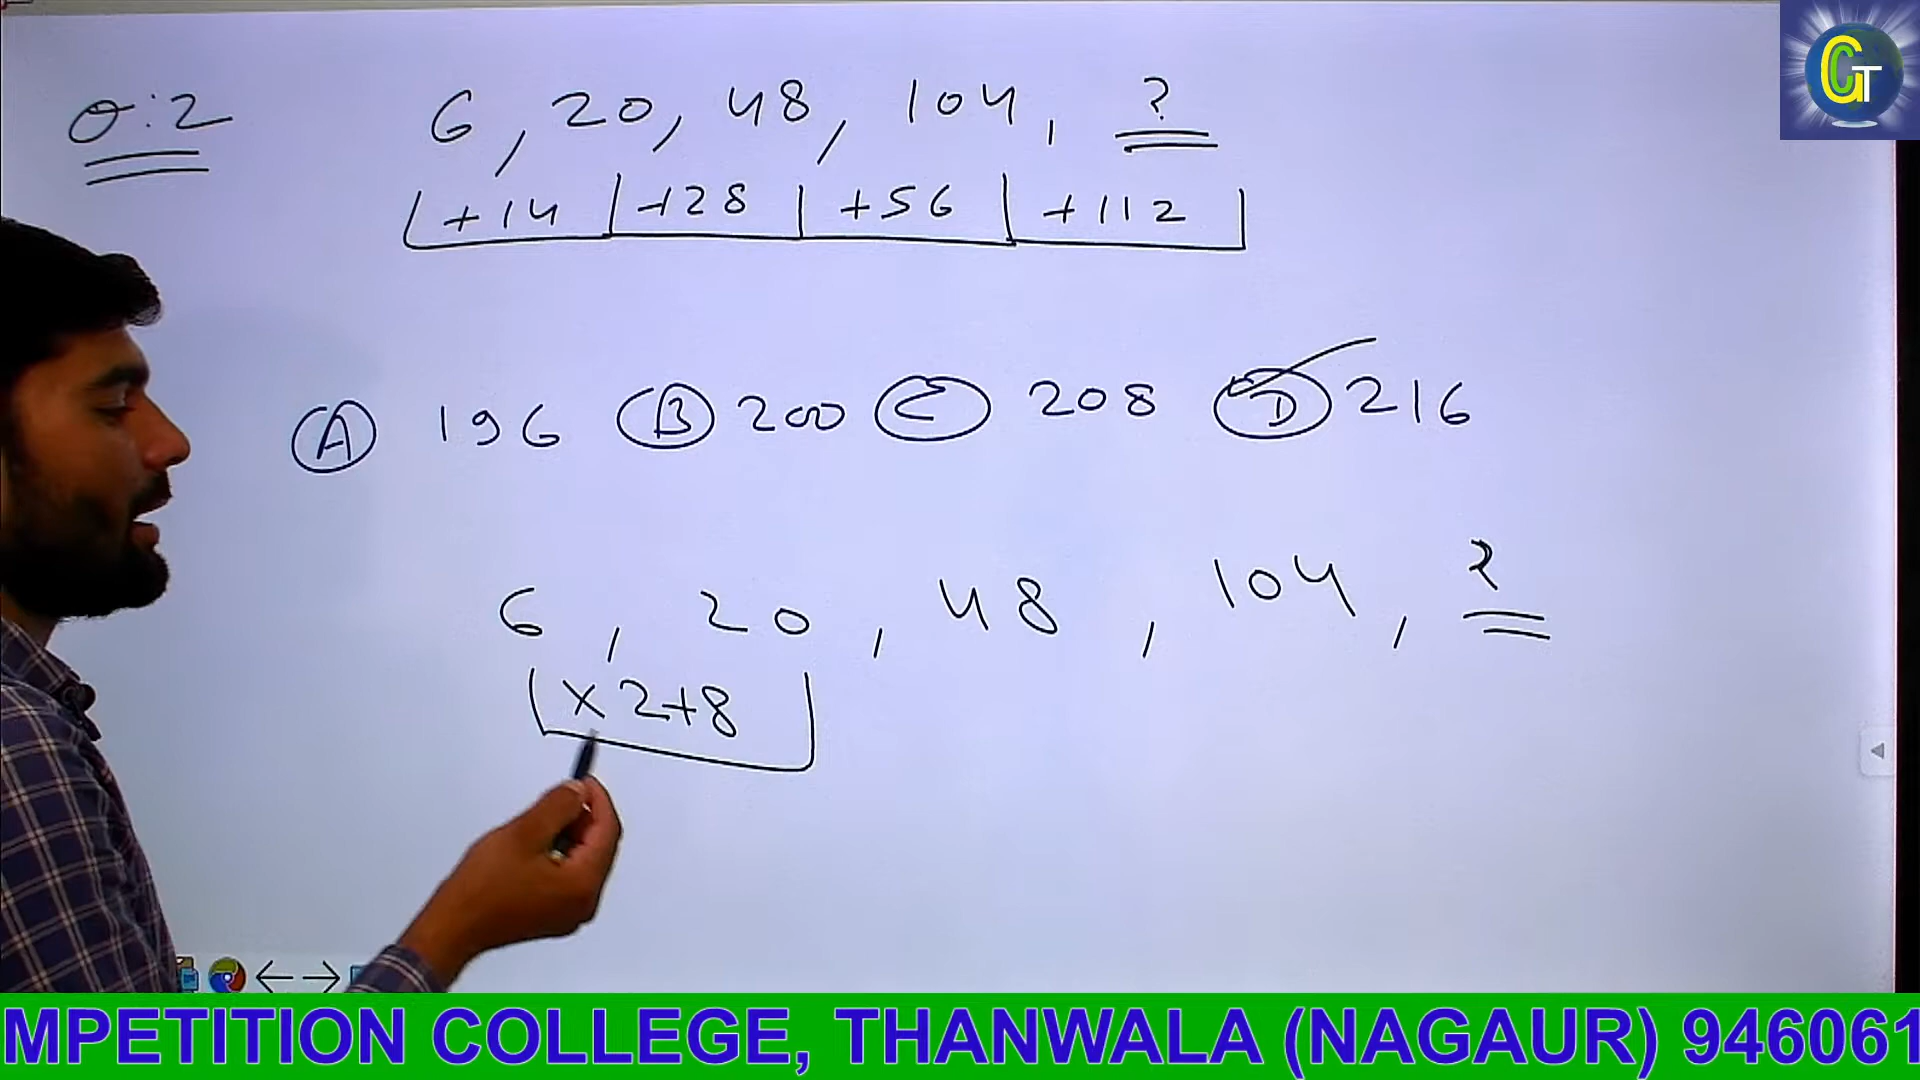 Q:2 6, 20, 48, 104, ?
+14 +28 +56 +112
A 196 B 200 C 208 D 216
6, 20, 48, 104, ?
×2+8
GCT
MPETITION COLLEGE, THANWALA (NAGAUR) 946061